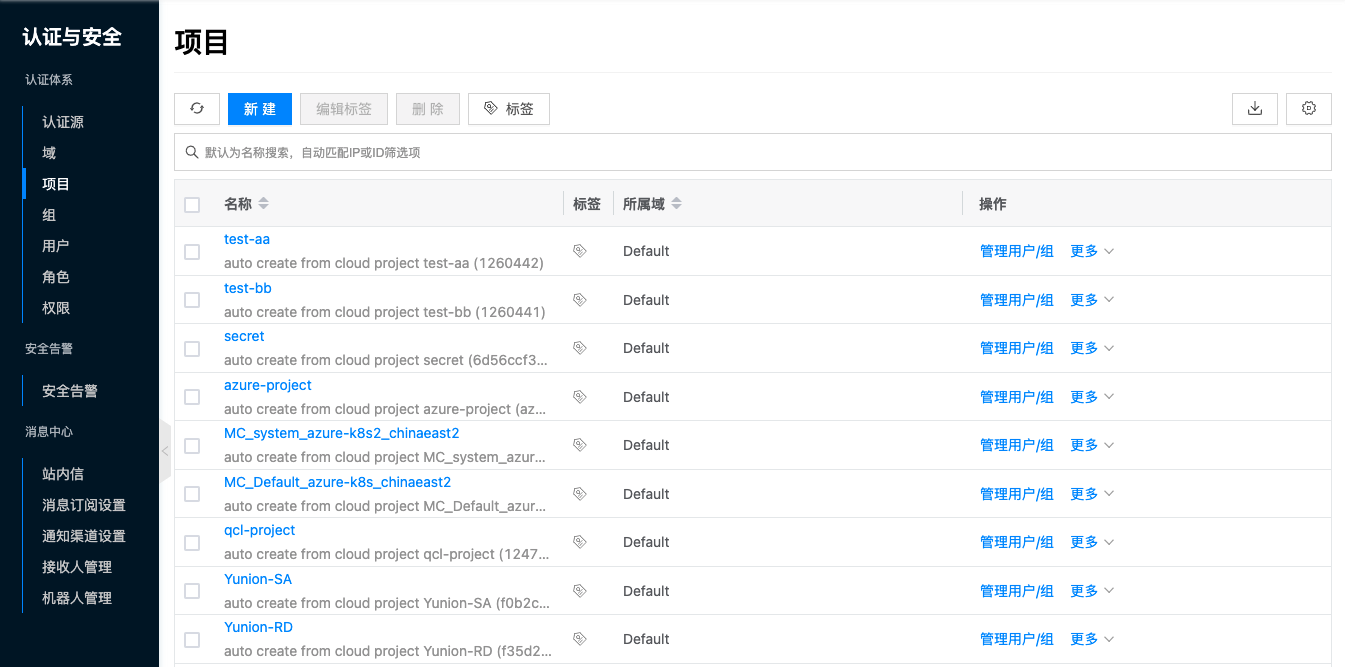 认证与安全
认证体系
认证源
域
项目
组
用户
角色
权限
安全告警
安全告警
消息中心
站内信
消息订阅设置
通知渠道设置
接收人管理
机器人管理
项目
新 建 编辑标签 删 除 标签
默认为名称搜索，自动匹配IP或ID筛选项
名称 标签 所属域 操作
test-aa
auto create from cloud project test-aa (1260442)
Default 管理用户/组 更多
test-bb
auto create from cloud project test-bb (1260441)
Default 管理用户/组 更多
secret
auto create from cloud project secret (6d56ccf3...
Default 管理用户/组 更多
azure-project
auto create from cloud project azure-project (az...
Default 管理用户/组 更多
MC_system_azure-k8s2_chinaeast2
auto create from cloud project MC_system_azur...
Default 管理用户/组 更多
MC_Default_azure-k8s_chinaeast2
auto create from cloud project MC_Default_azur...
Default 管理用户/组 更多
qcl-project
auto create from cloud project qcl-project (1247...
Default 管理用户/组 更多
Yunion-SA
auto create from cloud project Yunion-SA (f0b2c...
Default 管理用户/组 更多
Yunion-RD
auto create from cloud project Yunion-RD (f35d2...
Default 管理用户/组 更多